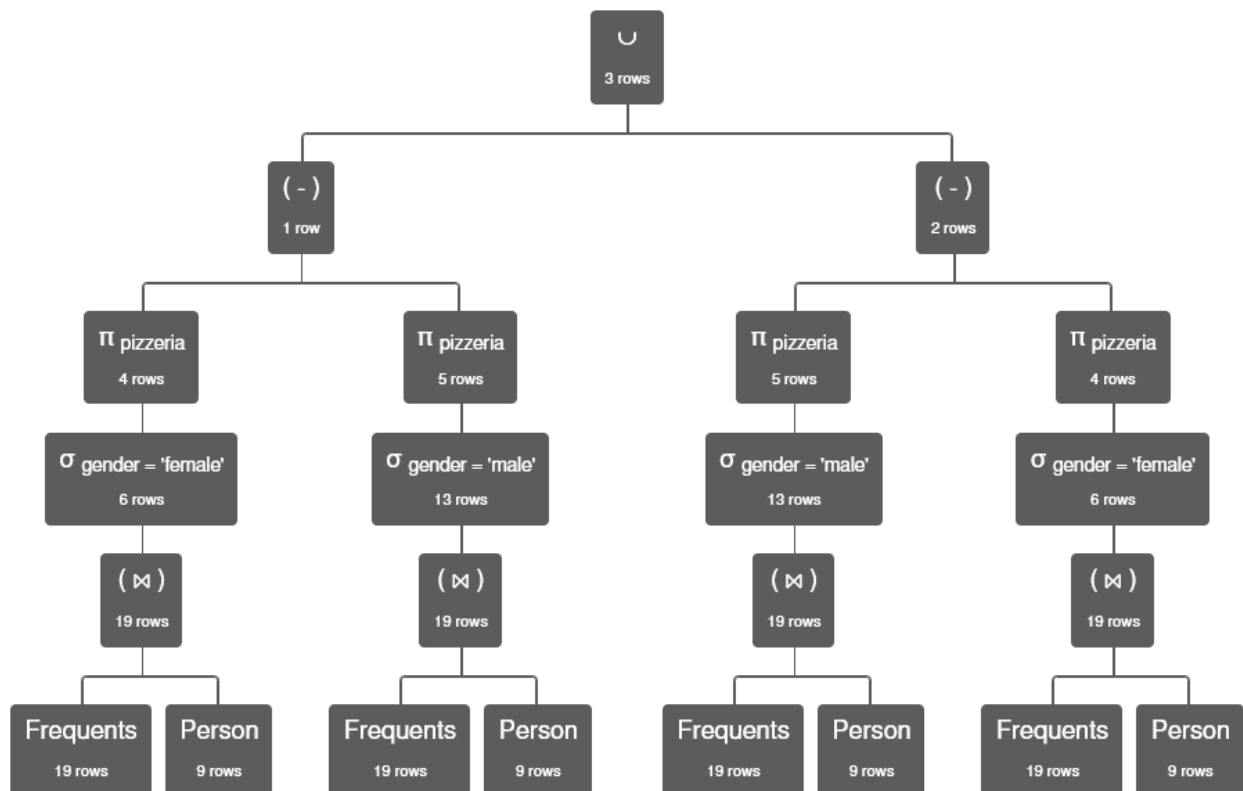 ∪
3 rows
( - )
1 row
( - )
2 rows
π pizzeria
4 rows
π pizzeria
5 rows
π pizzeria
5 rows
π pizzeria
4 rows
σ gender = 'female'
6 rows
σ gender = 'male'
13 rows
σ gender = 'male'
13 rows
σ gender = 'female'
6 rows
( ⋈ )
19 rows
( ⋈ )
19 rows
( ⋈ )
19 rows
( ⋈ )
19 rows
Frequents
19 rows
Person
9 rows
Frequents
19 rows
Person
9 rows
Frequents
19 rows
Person
9 rows
Frequents
19 rows
Person
9 rows